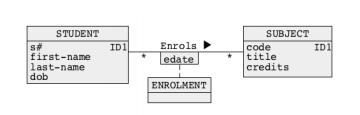 STUDENT
s# ID1
first-name
last-name
dob
Enrols ▶
* *
edate
ENROLMENT
SUBJECT
code ID1
title
credits